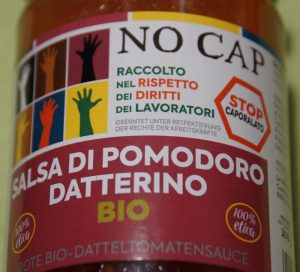 NO CAP
RACCOLTO
NEL RISPETTO
DEI DIRITTI
DEI LAVORATORI
GEERNTET UNTER RESPEKTIERUNG
DER RECHTE DER ARBEITSKRÄFTE
STOP
CAPORALATO
SALSA DI POMODORO
DATTERINO
BIO
100%
etica
100%
etica
ROTE BIO-DATTELTOMATENSAUCE